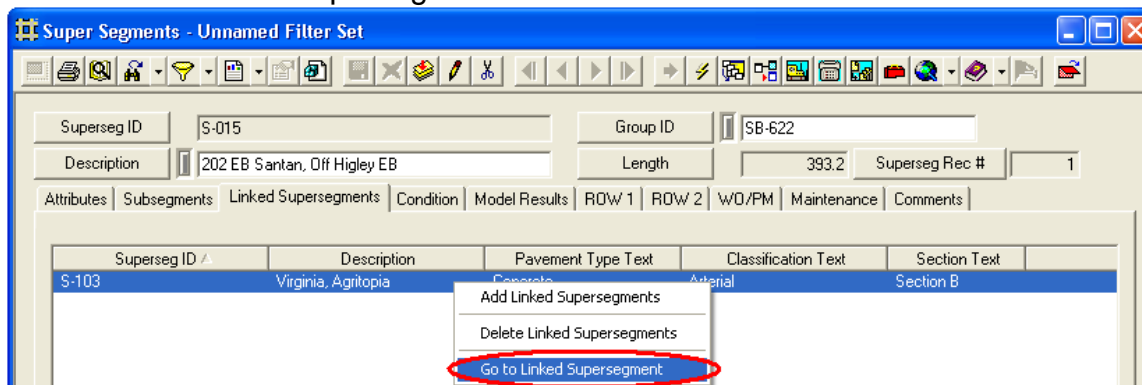 Super Segments - Unnamed Filter Set
Superseg ID S-015 Group ID SB-622
Description 202 EB Santan, Off Higley EB Length 393.2 Superseg Rec # 1
Attributes Subsegments Linked Supersegments Condition Model Results ROW 1 ROW 2 WO/PM Maintenance Comments
Superseg ID Description Pavement Type Text Classification Text Section Text
S-103 Virginia, Agritopia Concrete Arterial Section B
Add Linked Supersegments
Delete Linked Supersegments
Go to Linked Supersegment